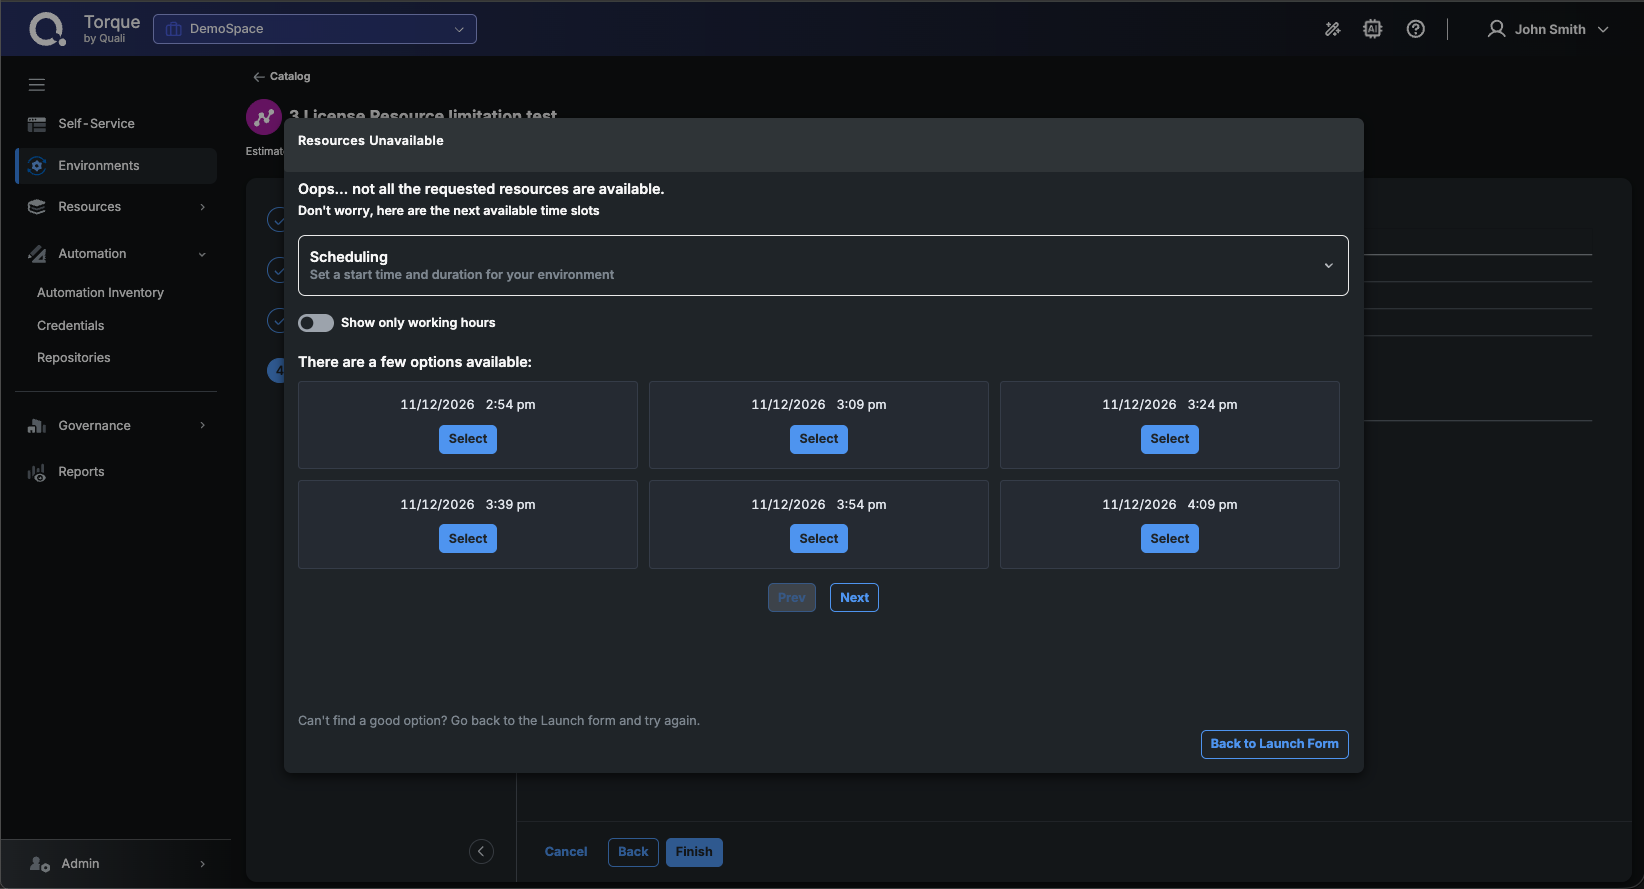 Torque
by Quali
DemoSpace
AI
John Smith
Catalog
Self-Service
Environments
Resources
Automation
Automation Inventory
Credentials
Repositories
Governance
Reports
Admin
3 License Resource limitation test
Estimate
4
Resources Unavailable
Oops... not all the requested resources are available.
Don't worry, here are the next available time slots
Scheduling
Set a start time and duration for your environment
Show only working hours
There are a few options available:
11/12/2026 2:54 pm
Select
11/12/2026 3:09 pm
Select
11/12/2026 3:24 pm
Select
11/12/2026 3:39 pm
Select
11/12/2026 3:54 pm
Select
11/12/2026 4:09 pm
Select
Prev
Next
Can't find a good option? Go back to the Launch form and try again.
Back to Launch Form
Cancel
Back
Finish